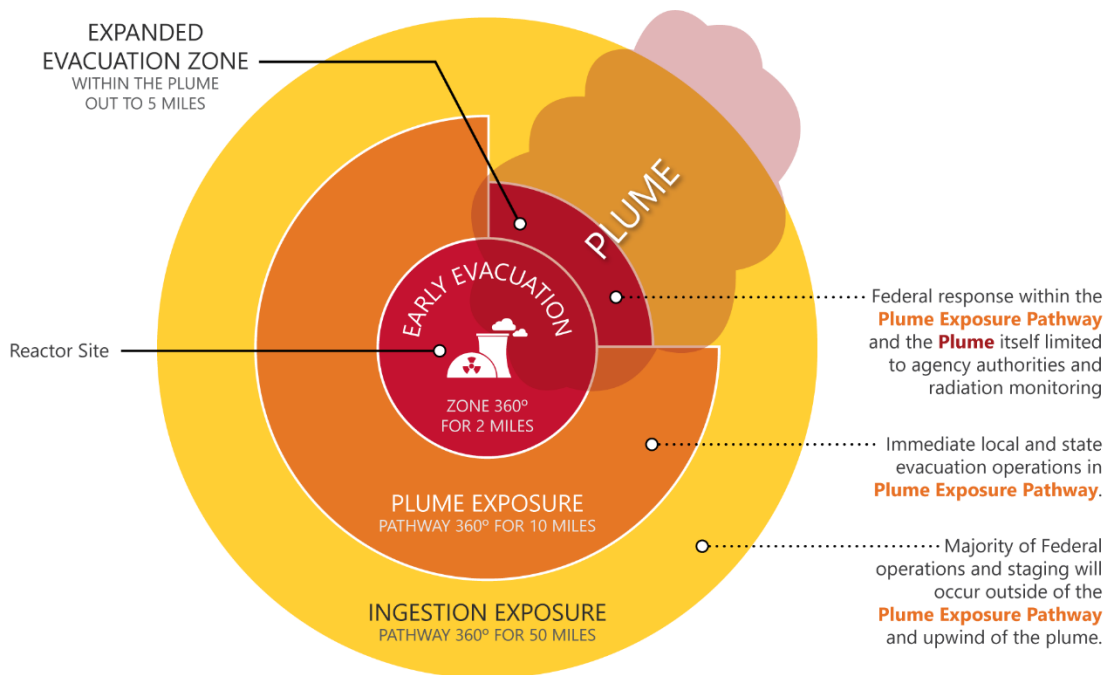 EXPANDED
EVACUATION ZONE
WITHIN THE PLUME
OUT TO 5 MILES
PLUME
EARLY EVACUATION
ZONE 360º
FOR 2 MILES
Reactor Site
PLUME EXPOSURE
PATHWAY 360º FOR 10 MILES
INGESTION EXPOSURE
PATHWAY 360º FOR 50 MILES
Federal response within the
Plume Exposure Pathway
and the Plume itself limited
to agency authorities and
radiation monitoring
Immediate local and state
evacuation operations in
Plume Exposure Pathway.
Majority of Federal
operations and staging will
occur outside of the
Plume Exposure Pathway
and upwind of the plume.